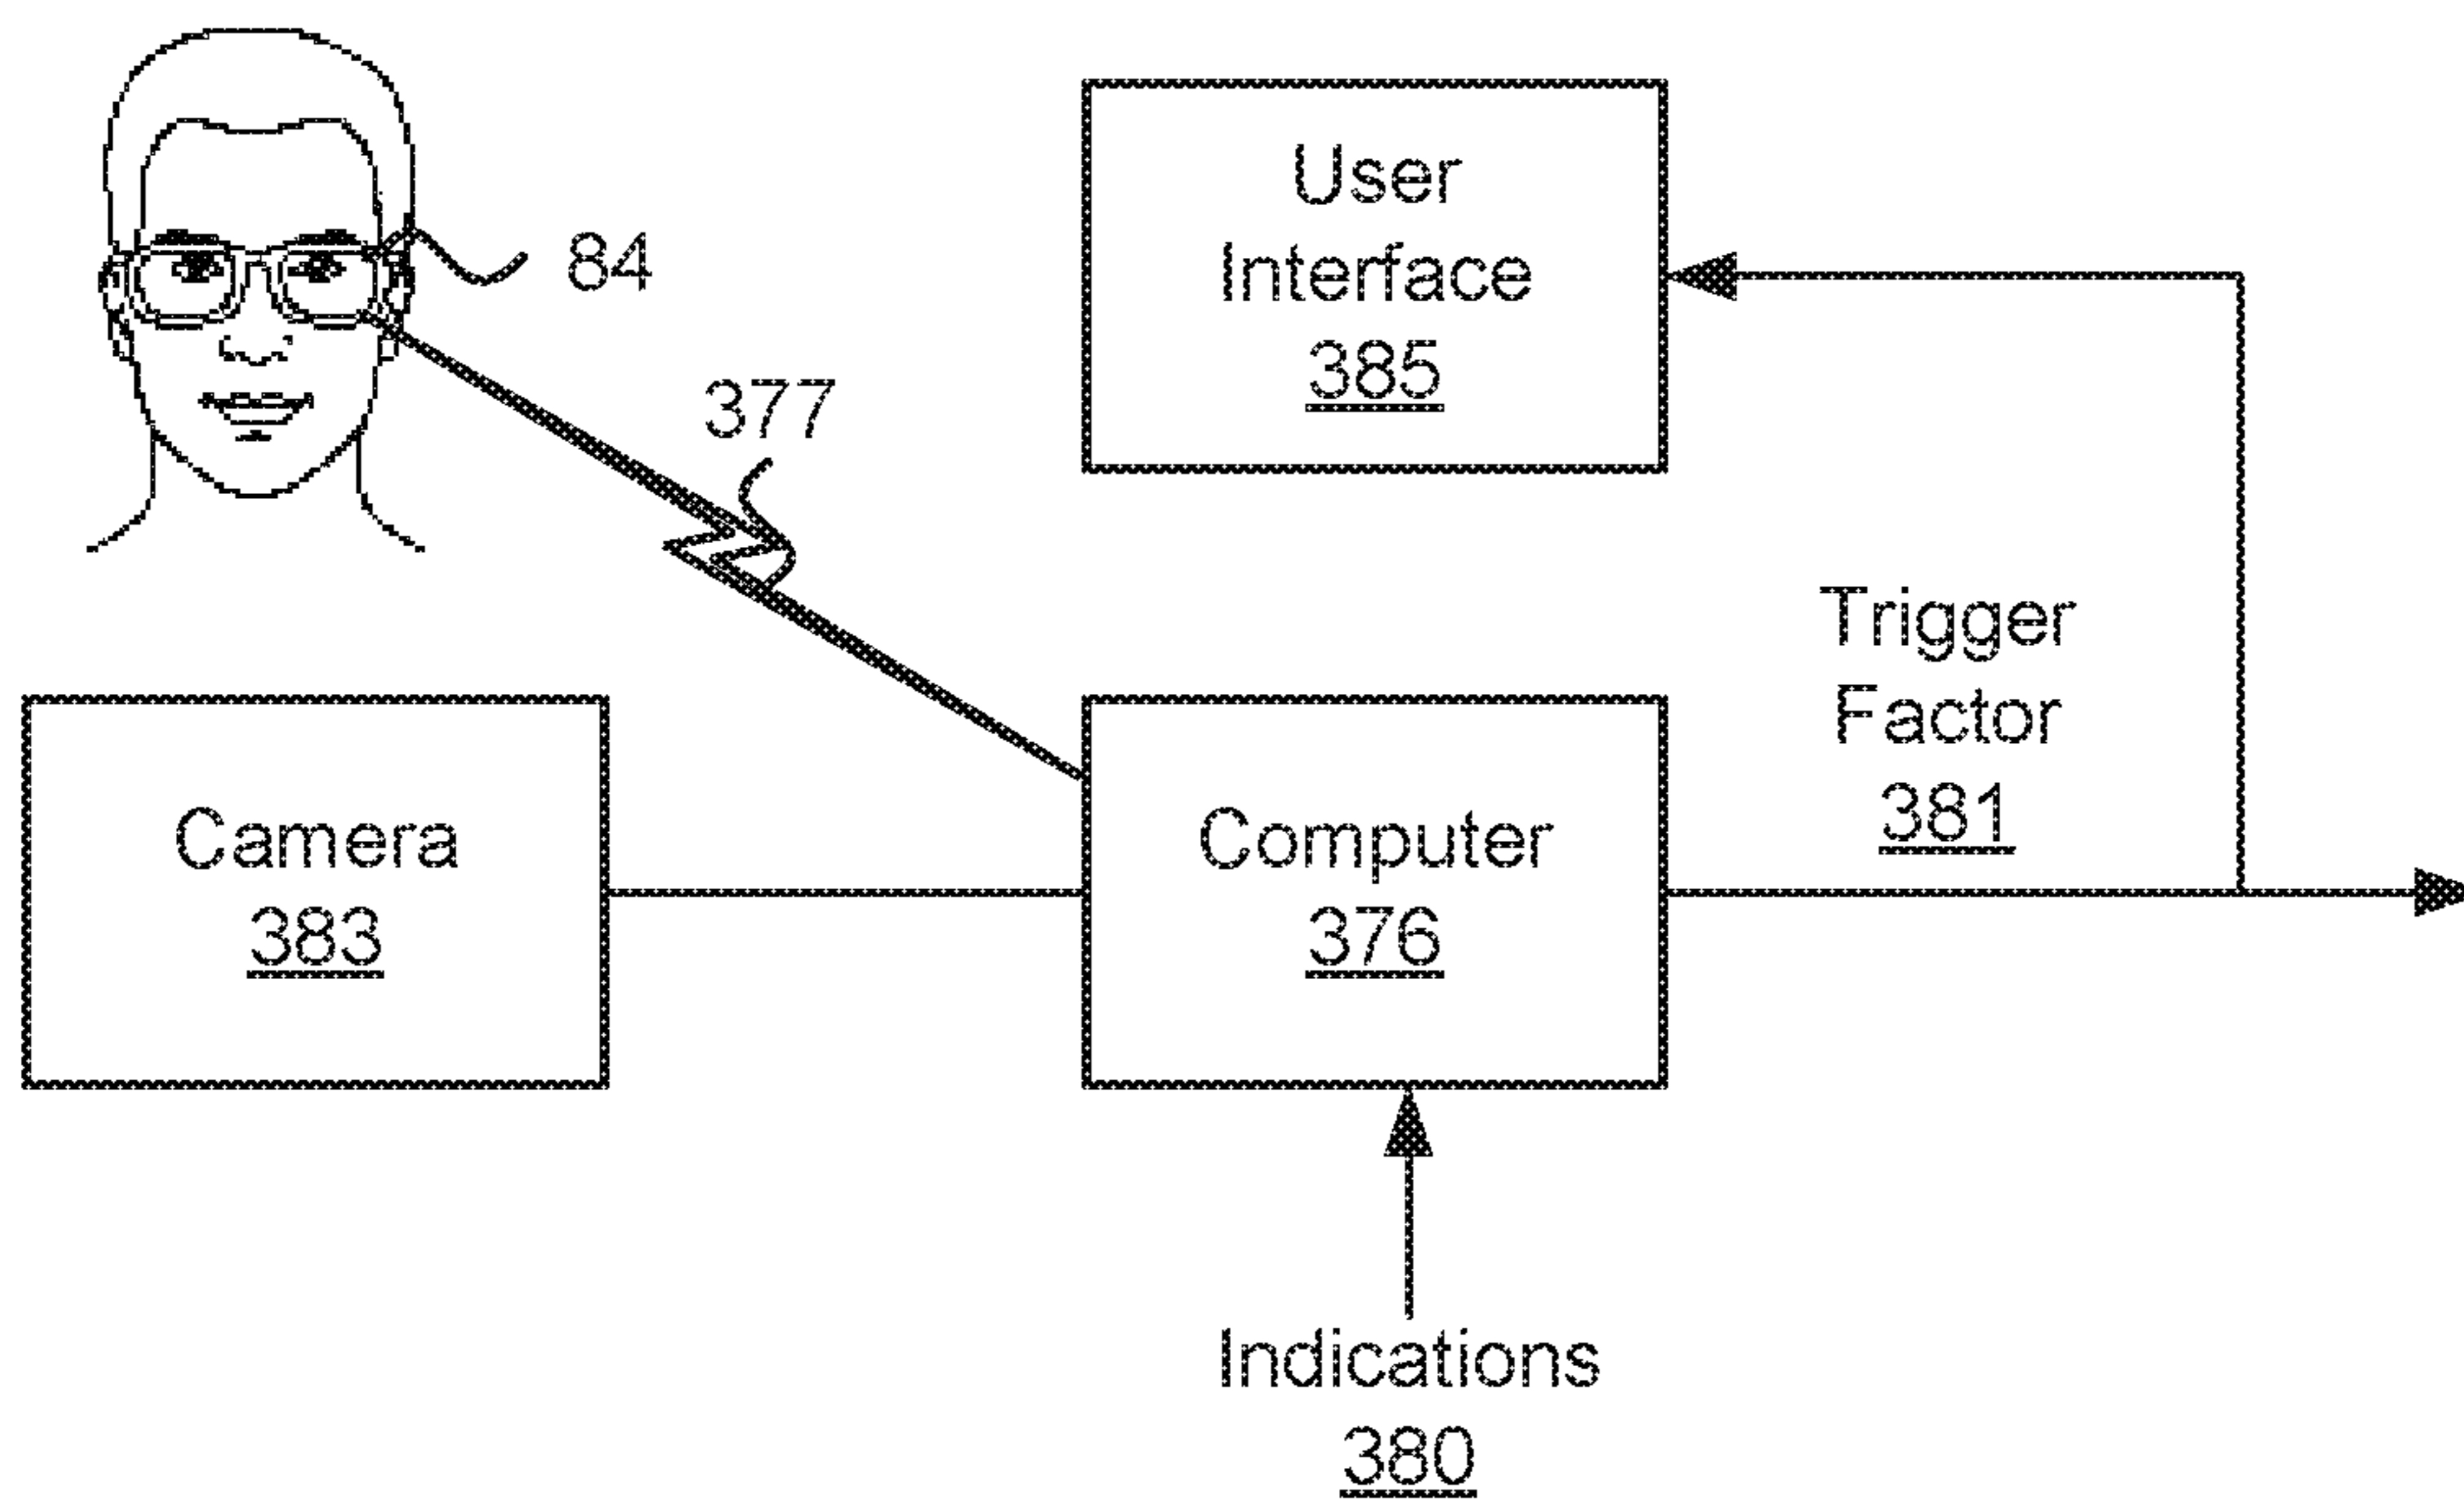 84
User
Interface
385
377
Trigger
Factor
381
Camera
383
Computer
376
Indications
380